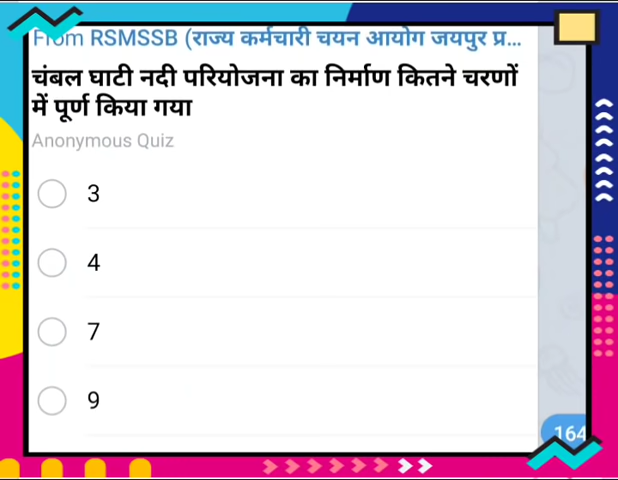 From RSMSSB (राज्य कर्मचारी चयन आयोग जयपुर प्र...
चंबल घाटी नदी परियोजना का निर्माण कितने चरणों
में पूर्ण किया गया
Anonymous Quiz
3
4
7
9
164